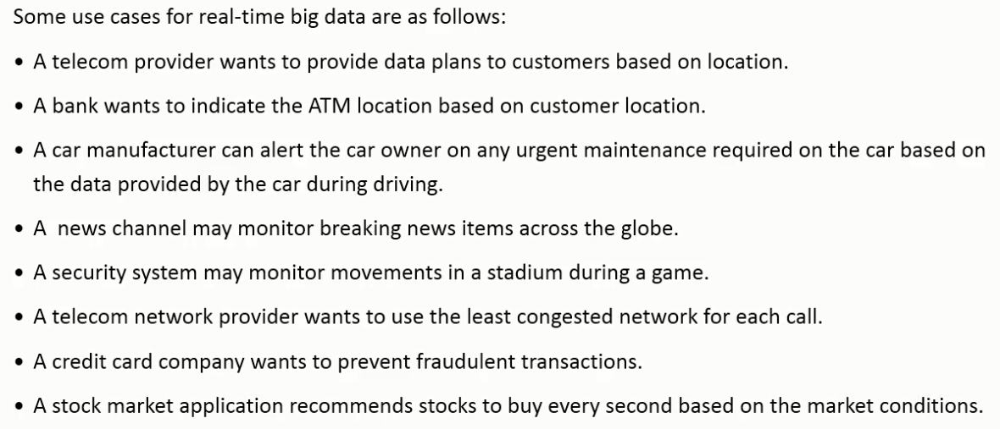 Some use cases for real-time big data are as follows:
• A telecom provider wants to provide data plans to customers based on location.
• A bank wants to indicate the ATM location based on customer location.
• A car manufacturer can alert the car owner on any urgent maintenance required on the car based on
the data provided by the car during driving.
• A  news channel may monitor breaking news items across the globe.
• A security system may monitor movements in a stadium during a game.
• A telecom network provider wants to use the least congested network for each call.
• A credit card company wants to prevent fraudulent transactions.
• A stock market application recommends stocks to buy every second based on the market conditions.